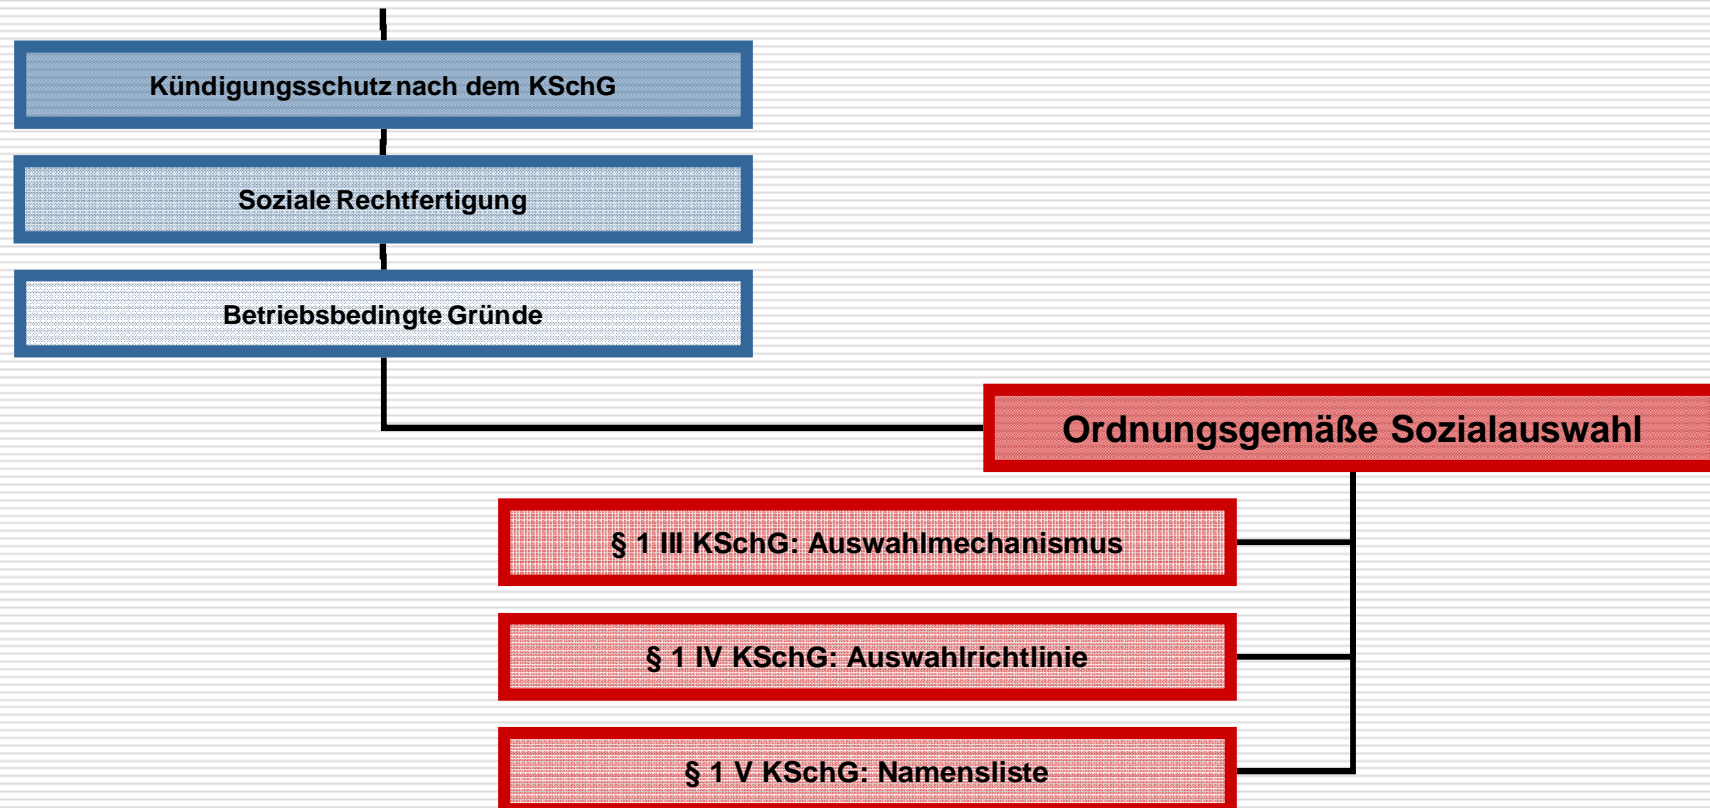 Kündigungsschutz nach dem KSchG
Soziale Rechtfertigung
Betriebsbedingte Gründe
Ordnungsgemäße Sozialauswahl
§ 1 III KSchG: Auswahlmechanismus
§ 1 IV KSchG: Auswahlrichtlinie
§ 1 V KSchG: Namensliste